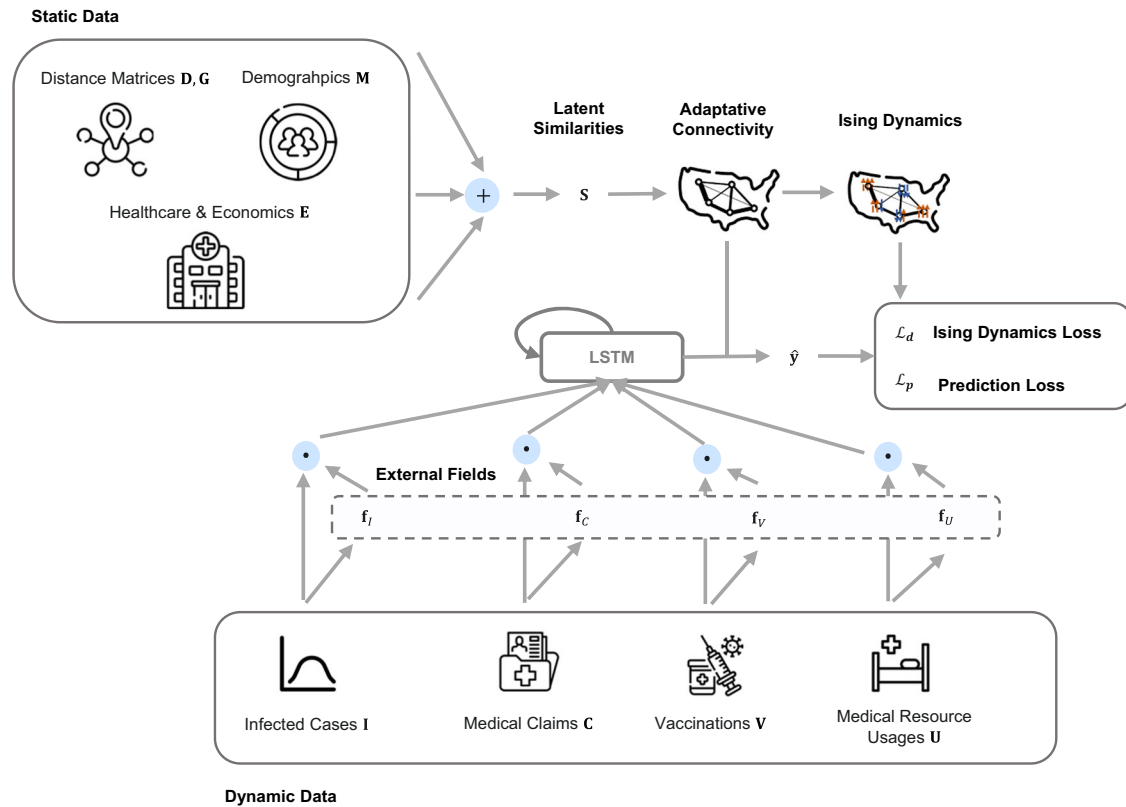 Static Data
Distance Matrices D, G
Demograhpics M
Healthcare & Economics E
+
Latent
Similarities
S
Adaptative
Connectivity
Ising Dynamics
LSTM
ŷ
ℒd Ising Dynamics Loss
ℒp Prediction Loss
External Fields
fI
fC
fV
fU
Infected Cases I
Medical Claims C
Vaccinations V
Medical Resource
Usages U
Dynamic Data